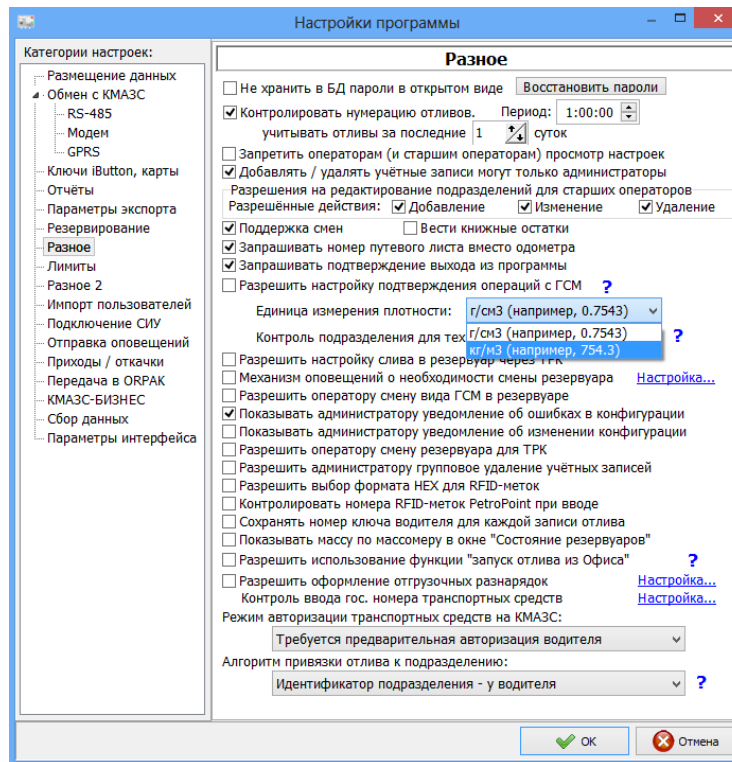 Настройки программы
Категории настроек:
Размещение данных
Обмен с КМАЗС
RS-485
Модем
GPRS
Ключи iButton, карты
Отчёты
Параметры экспорта
Резервирование
Разное
Лимиты
Разное 2
Импорт пользователей
Подключение СИУ
Отправка оповещений
Приходы / откачки
Передача в ORPAK
КМАЗС-БИЗНЕС
Сбор данных
Параметры интерфейса
Разное
Не хранить в БД пароли в открытом виде Восстановить пароли
Контролировать нумерацию отливов. Период: 1:00:00
учитывать отливы за последние 1 суток
Запретить операторам (и старшим операторам) просмотр настроек
Добавлять / удалять учётные записи могут только администраторы
Разрешения на редактирование подразделений для старших операторов
Разрешённые действия: Добавление Изменение Удаление
Поддержка смен Вести книжные остатки
Запрашивать номер путевого листа вместо одометра
Запрашивать подтверждение выхода из программы
Разрешить настройку подтверждения операций с ГСМ ?
Единица измерения плотности: г/см3 (например, 0.7543)
г/см3 (например, 0.7543)
Контроль подразделения для тех ?
кг/м3 (например, 754.3)
Разрешить настройку слива в резервуар через ТРК
Механизм оповещений о необходимости смены резервуара Настройка...
Разрешить оператору смену вида ГСМ в резервуаре
Показывать администратору уведомление об ошибках в конфигурации
Показывать администратору уведомление об изменении конфигурации
Разрешить оператору смену резервуара для ТРК
Разрешить администратору групповое удаление учётных записей
Разрешить выбор формата HEX для RFID-меток
Контролировать номера RFID-меток PetroPoint при вводе
Сохранять номер ключа водителя для каждой записи отлива
Показывать массу по массомеру в окне "Состояние резервуаров"
Разрешить использование функции "запуск отлива из Офиса" ?
Разрешить оформление отгрузочных разнарядок Настройка...
Контроль ввода гос. номера транспортных средств Настройка...
Режим авторизации транспортных средств на КМАЗС:
Требуется предварительная авторизация водителя
Алгоритм привязки отлива к подразделению:
Идентификатор подразделения - у водителя ?
ОК Отмена